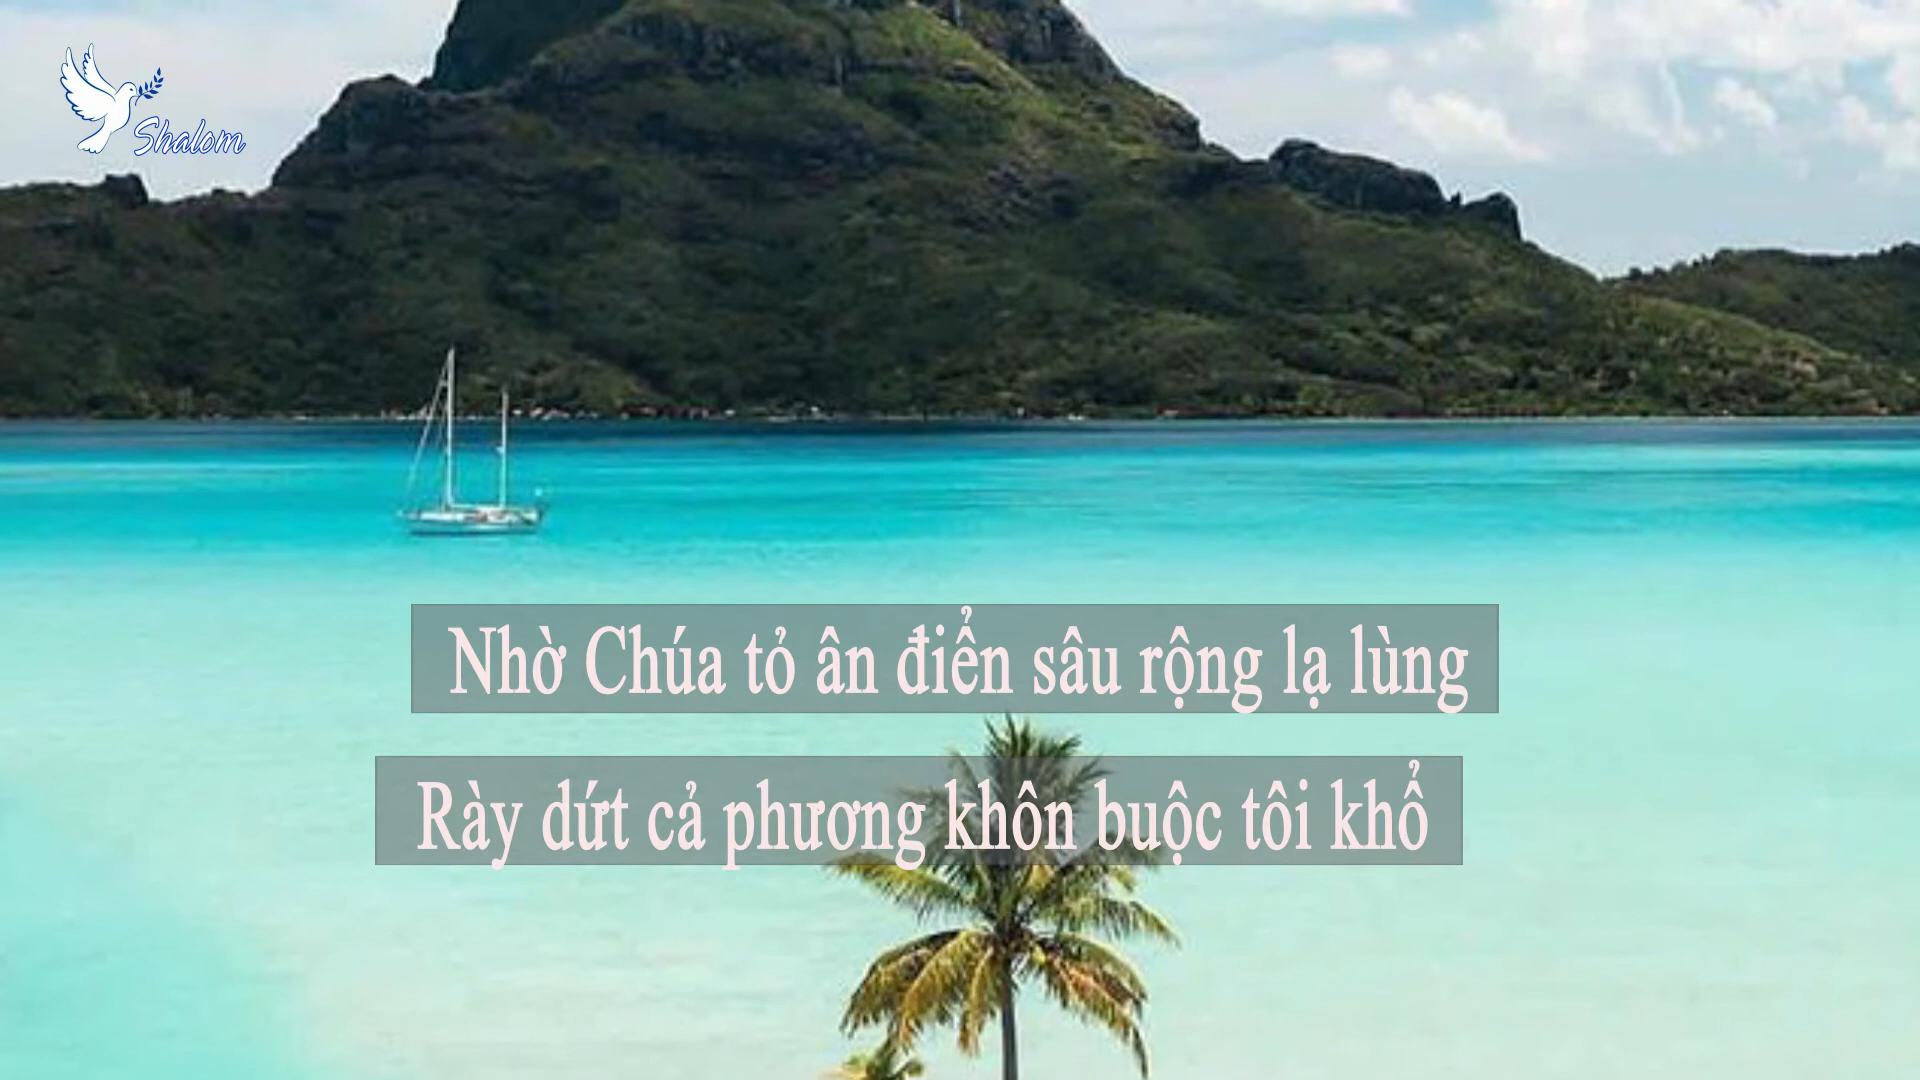 Shalom
Nhờ Chúa tỏ ân điển sâu rộng lạ lùng
Rày dứt cả phương khôn buộc tôi khổ